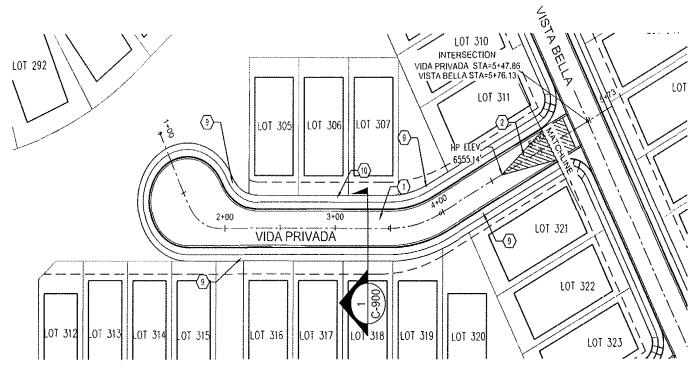 LOT 292
LOT 310
INTERSECTION
VIDA PRIVADA STA=5+47.86
VISTA BELLA STA=5+76.13
VISTA BELLA
LOT 311
4+73
LOT 305
LOT 306
LOT 307
1+00
9
9
2
MATCHLINE
HP ELEV.
6555.14'
10
1
2+00
3+00
4+00
VIDA PRIVADA
9
9
LOT 321
LOT 322
LOT 323
1
C-900
LOT 312
LOT 313
LOT 314
LOT 315
LOT 316
LOT 317
LOT 318
LOT 319
LOT 320